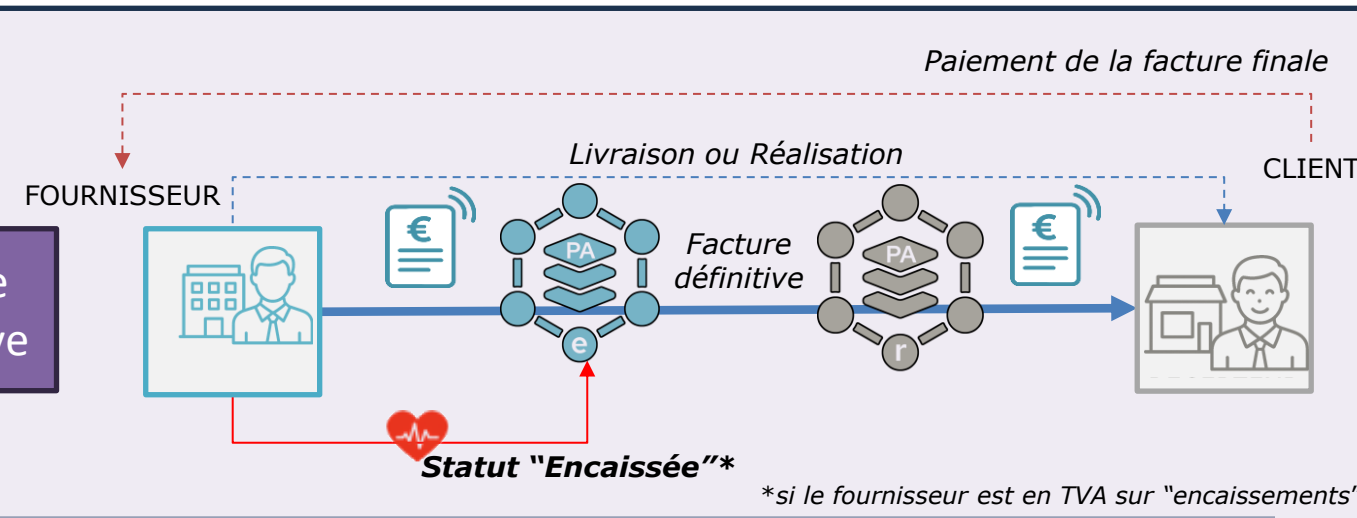 Paiement de la facture finale
Livraison ou Réalisation
CLIENT
FOURNISSEUR
€
PA
Facture
définitive
PA
€
e
r
Statut “Encaissée”*
*si le fournisseur est en TVA sur “encaissements”